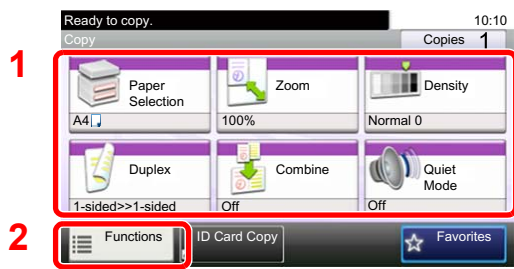 Ready to copy.
10:10
Copy
Copies 1
1
Paper
Selection
A4
Zoom
100%
Density
Normal 0
Duplex
1-sided>>1-sided
Combine
Off
Quiet
Mode
Off
2
Functions
ID Card Copy
Favorites